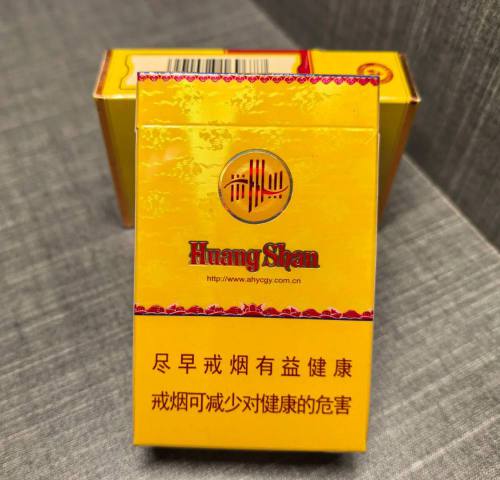 Huang Shan
http://www.ahycgy.com.cn
尽早戒烟有益健康
戒烟可减少对健康的危害